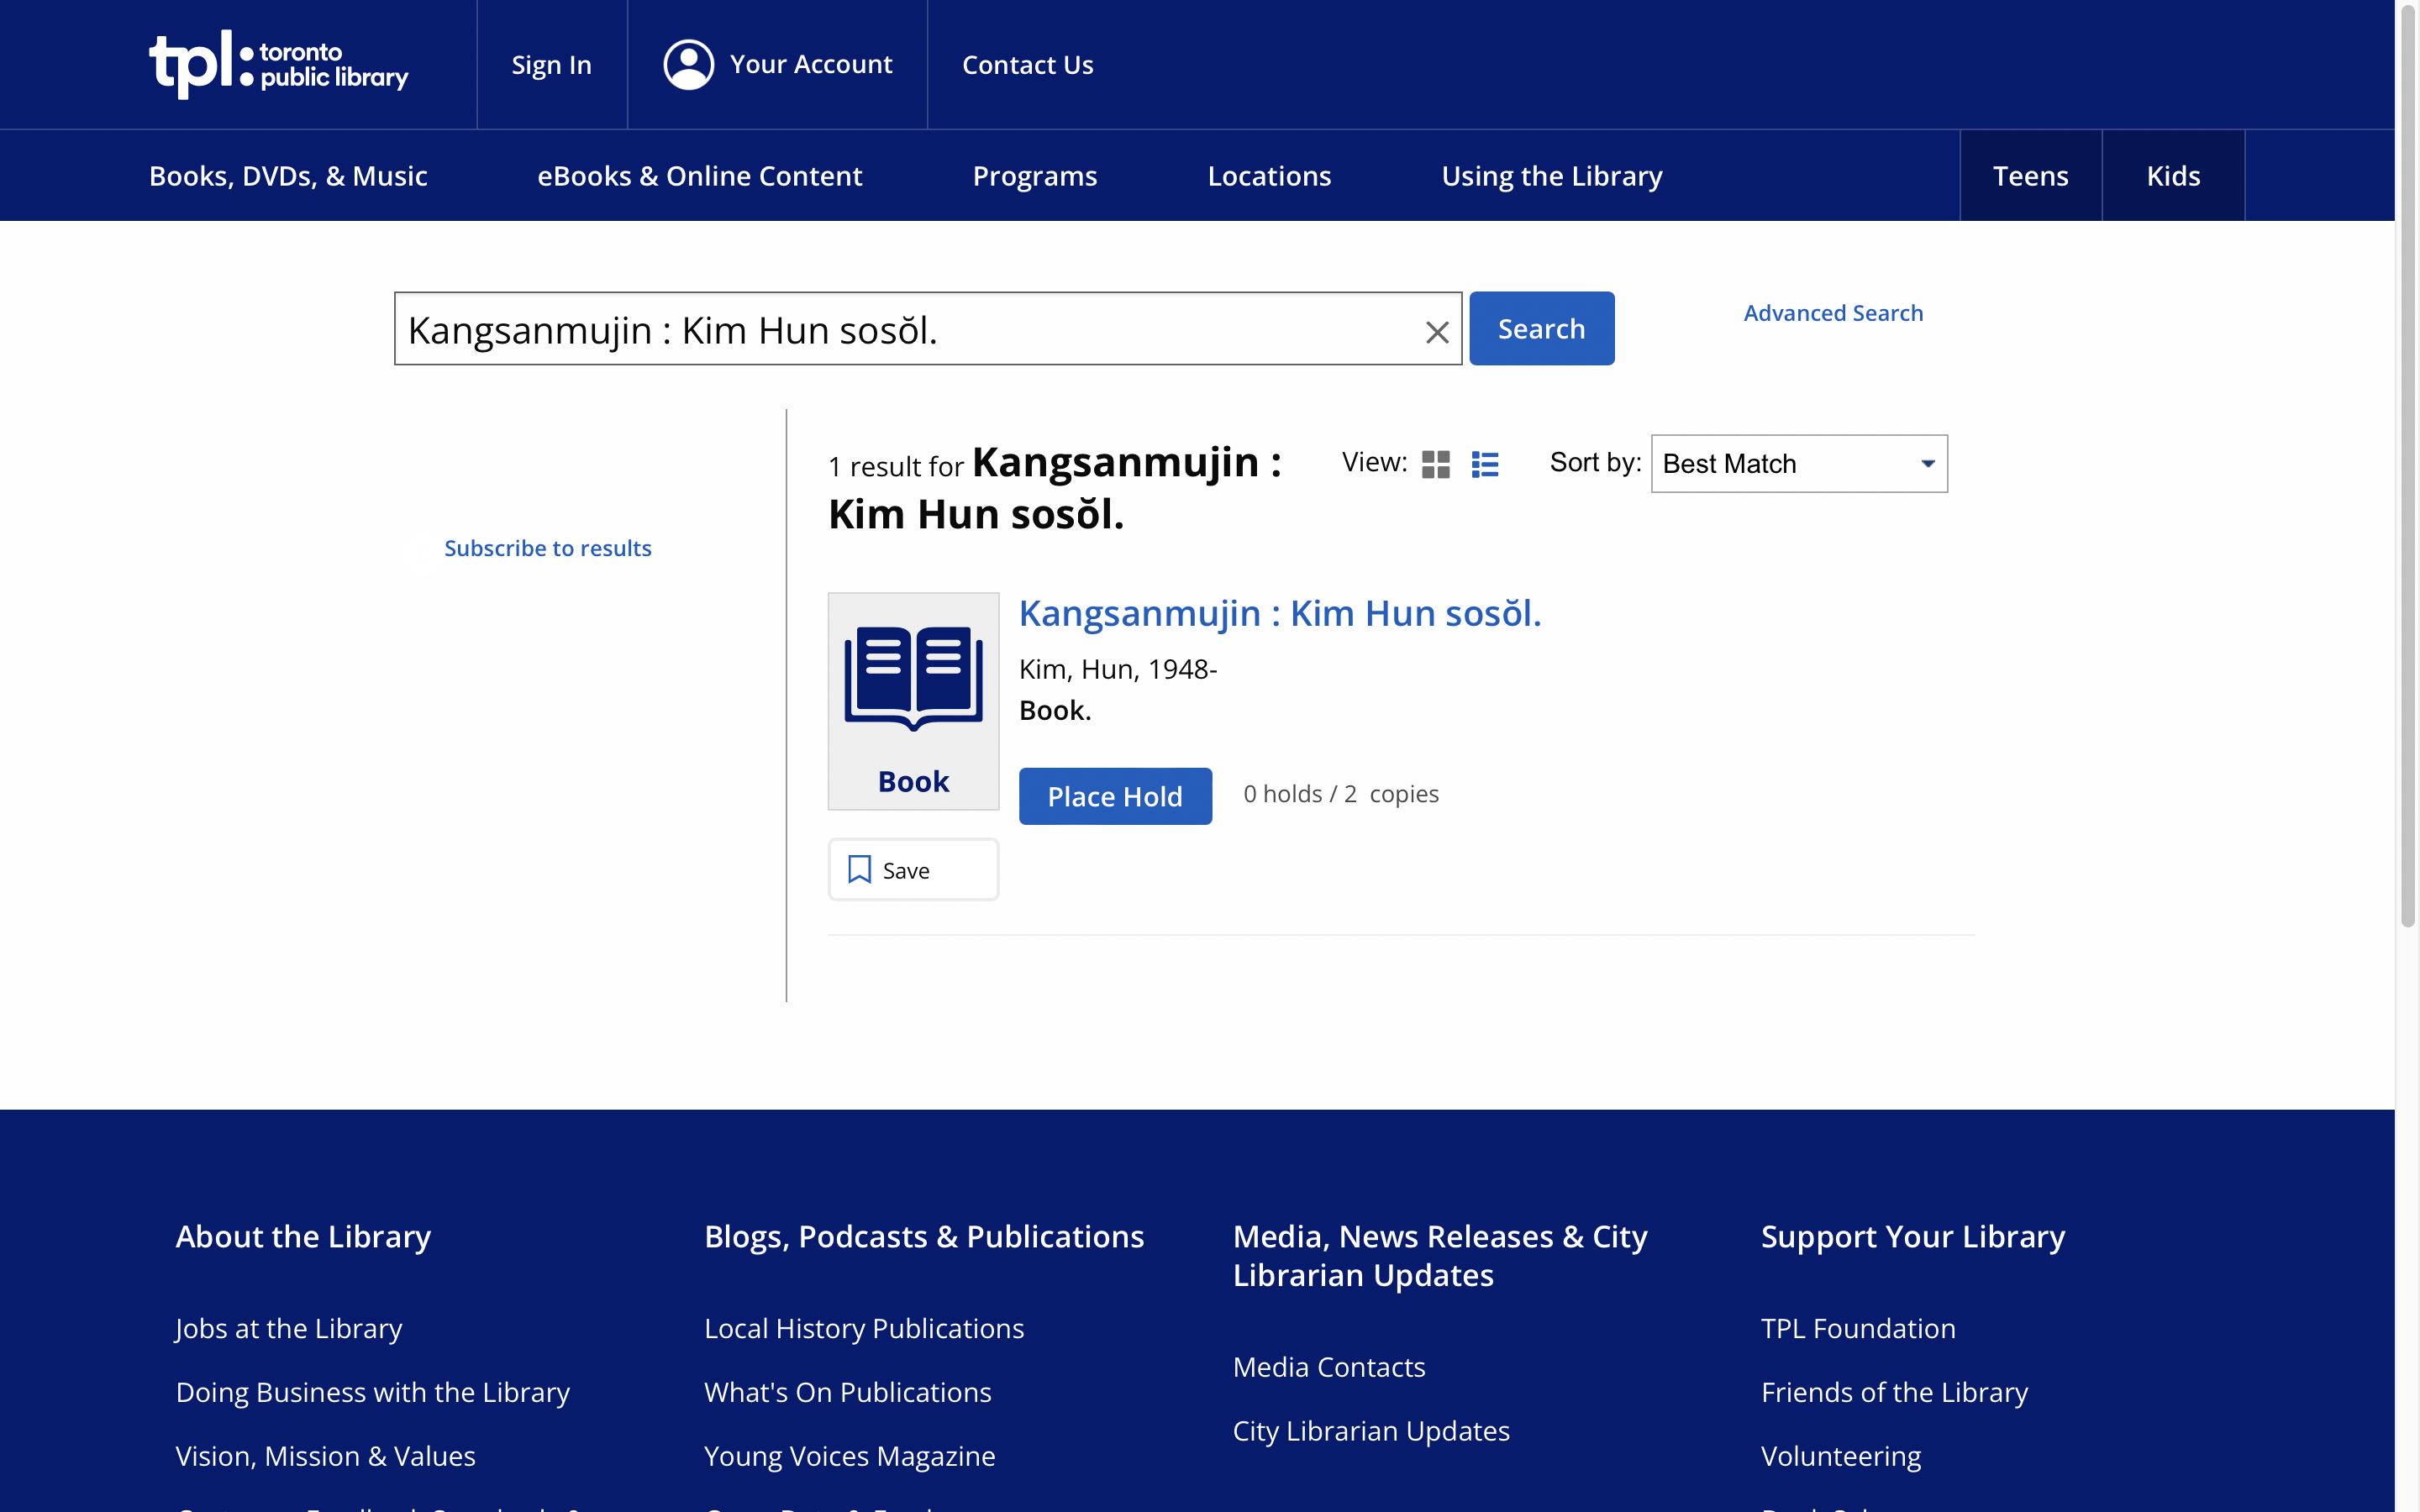 tpl: toronto public library
Sign In
Your Account
Contact Us
Books, DVDs, & Music
eBooks & Online Content
Programs
Locations
Using the Library
Teens
Kids
Kangsanmujin : Kim Hun sosŏl.
Search
Advanced Search
Subscribe to results
1 result for Kangsanmujin :
Kim Hun sosŏl.
View:
Sort by:
Best Match
Book
Save
Kangsanmujin : Kim Hun sosŏl.
Kim, Hun, 1948-
Book.
Place Hold
0 holds / 2 copies
About the Library
Jobs at the Library
Doing Business with the Library
Vision, Mission & Values
Blogs, Podcasts & Publications
Local History Publications
What's On Publications
Young Voices Magazine
Media, News Releases & City
Librarian Updates
Media Contacts
City Librarian Updates
Support Your Library
TPL Foundation
Friends of the Library
Volunteering